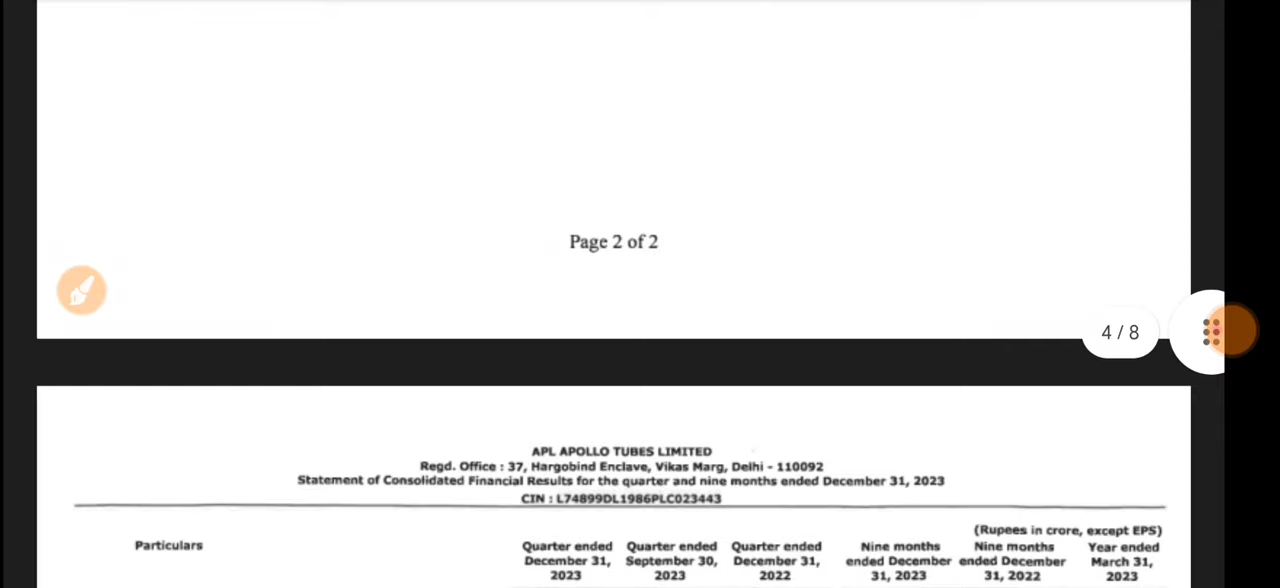 Page 2 of 2
4 / 8
APL APOLLO TUBES LIMITED
Regd. Office : 37, Hargobind Enclave, Vikas Marg, Delhi - 110092
Statement of Consolidated Financial Results for the quarter and nine months ended December 31, 2023
CIN : L74899DL1986PLC023443
(Rupees in crore, except EPS)
Particulars Quarter ended Quarter ended Quarter ended Nine months Nine months Year ended
December 31, September 30, December 31, ended December ended December March 31,
2023 2023 2022 31, 2023 31, 2022 2023